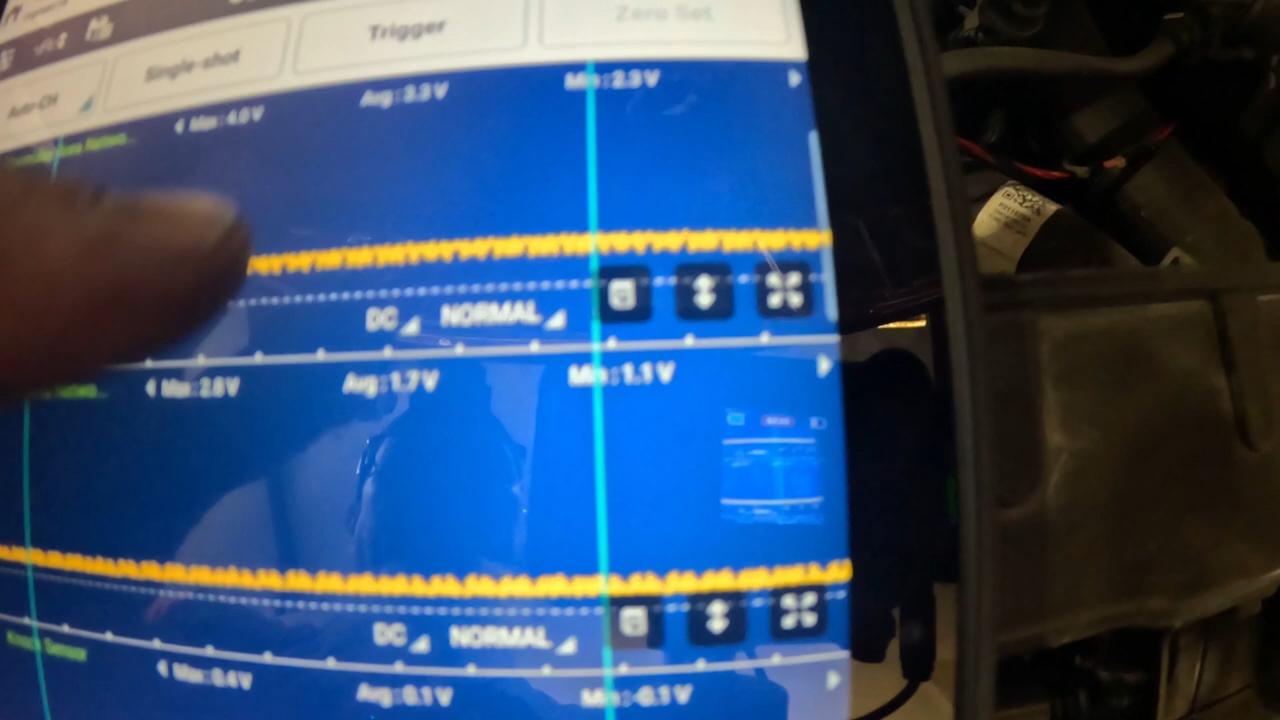 Trigger
Zero Set
Single-shot
Auto-CH
Min:2.3V
Avg:3.3V
Max:4.0V
DC NORMAL
Min:1.1V
Avg:1.7V
Max:2.8V
DC NORMAL
Knock Sensor
Max:0.4V
Avg:0.1V
Min:-0.1V